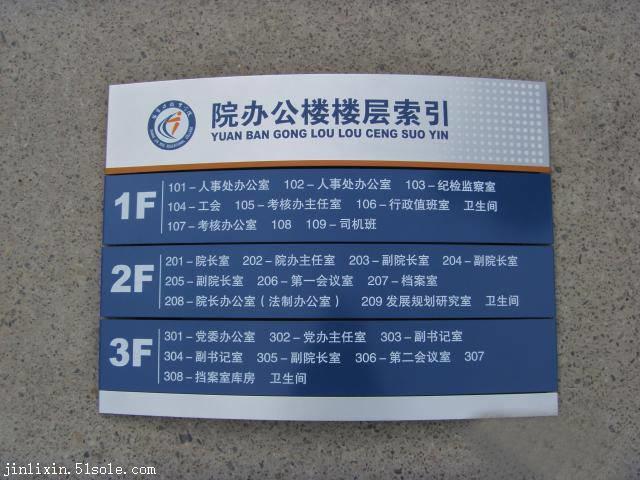 院办公楼楼层索引
YUAN BAN GONG LOU LOU CENG SUO YIN
1F
101－人事处办公室 102－人事处办公室 103－纪检监察室
104－工会 105－考核办主任室 106－行政值班室 卫生间
107－考核办公室 108 109－司机班
2F
201－院长室 202－院办主任室 203－副院长室 204－副院长室
205－副院长室 206－第一会议室 207－档案室
208－院长办公室（法制办公室） 209 发展规划研究室 卫生间
3F
301－党委办公室 302－党办主任室 303－副书记室
304－副书记室 305－副院长室 306－第二会议室 307
308－挡案室库房 卫生间
jinlixin.51sole.com